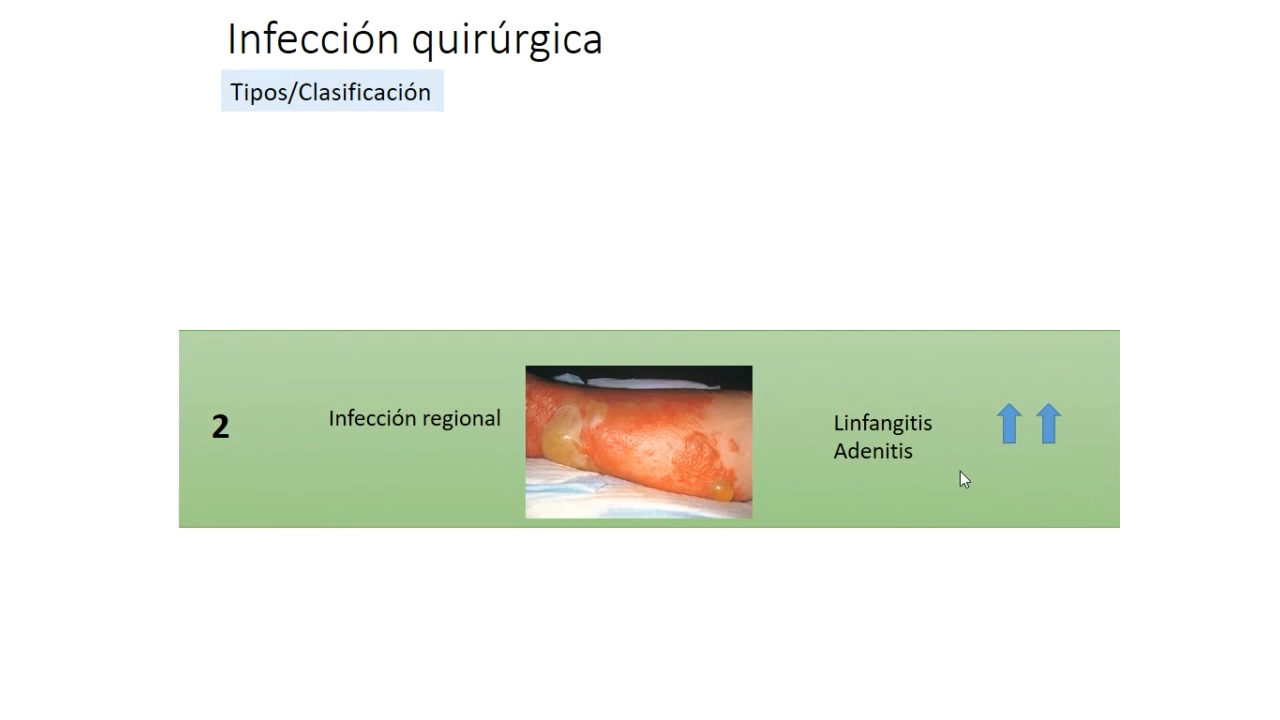 Infección quirúrgica
Tipos/Clasificación
2
Infección regional
Linfangitis
Adenitis